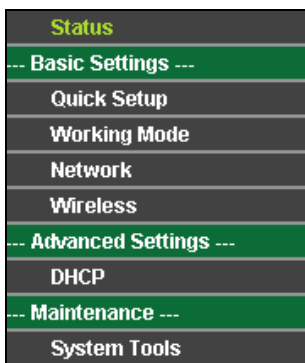 Status
--- Basic Settings ---
Quick Setup
Working Mode
Network
Wireless
--- Advanced Settings ---
DHCP
--- Maintenance ---
System Tools